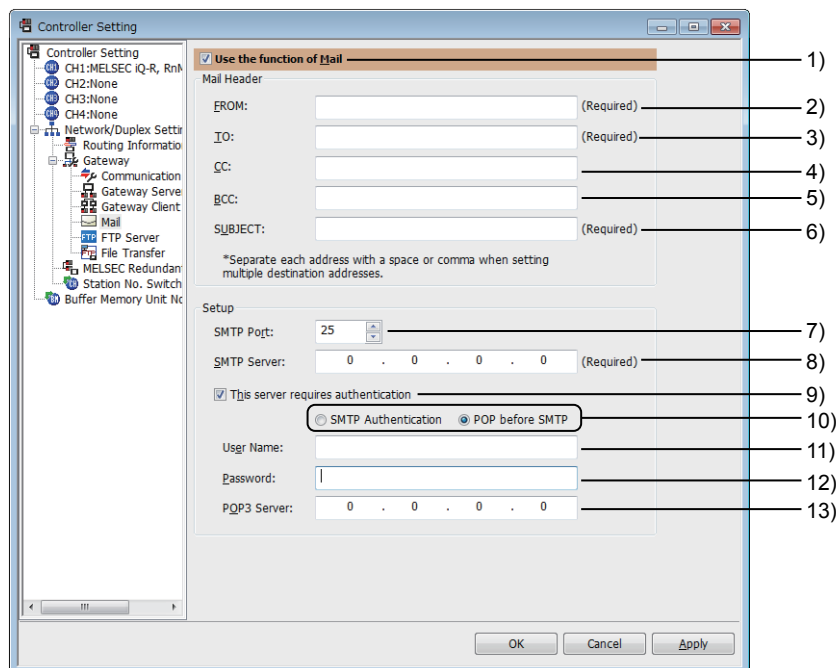 Controller Setting
Controller Setting
CH1:MELSEC iQ-R, RnM
CH2:None
CH3:None
CH4:None
Network/Duplex Settin
Routing Informatio
Gateway
Communication
Gateway Serve
Gateway Client
Mail
FTP Server
File Transfer
MELSEC Redundan
Station No. Switch
Buffer Memory Unit No
Use the function of Mail 1)
Mail Header
FROM: (Required) 2)
TO: (Required) 3)
CC: 4)
BCC: 5)
SUBJECT: (Required) 6)
*Separate each address with a space or comma when setting
multiple destination addresses.
Setup
SMTP Port: 25 7)
SMTP Server: 0 . 0 . 0 . 0 (Required) 8)
This server requires authentication 9)
SMTP Authentication POP before SMTP 10)
User Name: 11)
Password: 12)
POP3 Server: 0 . 0 . 0 . 0 13)
OK Cancel Apply